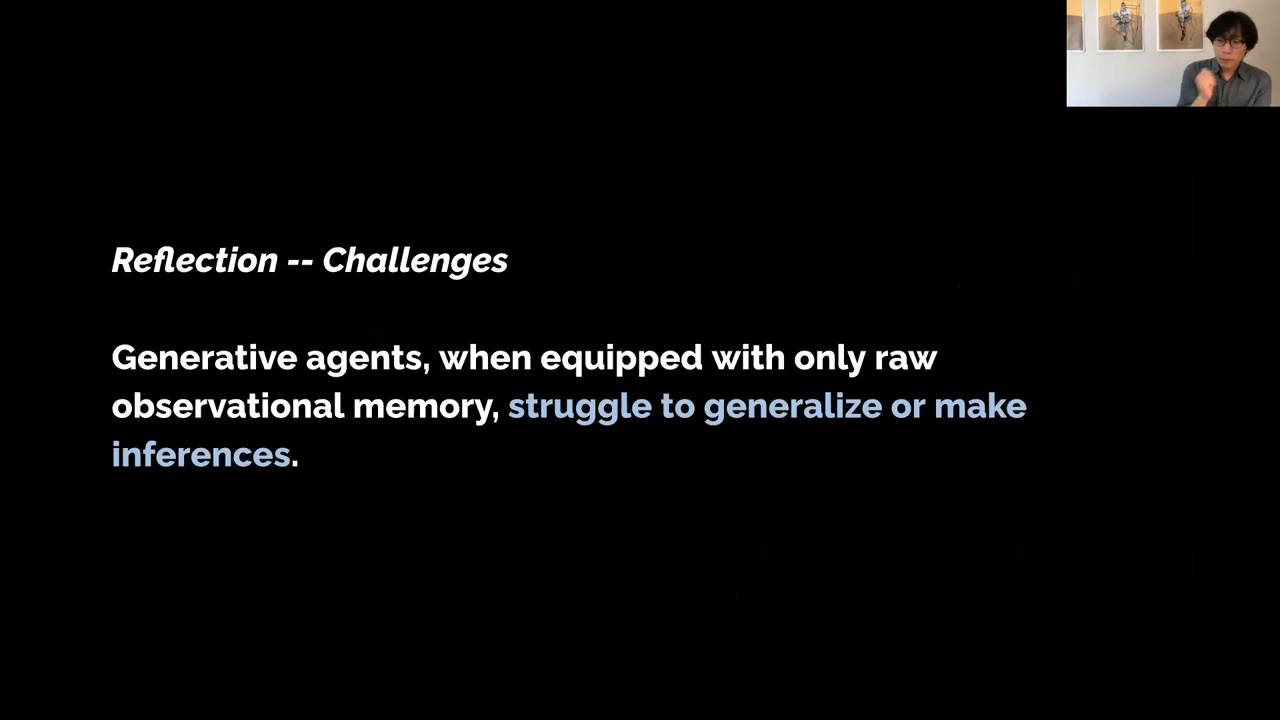 Reflection -- Challenges
Generative agents, when equipped with only raw
observational memory, struggle to generalize or make
inferences.